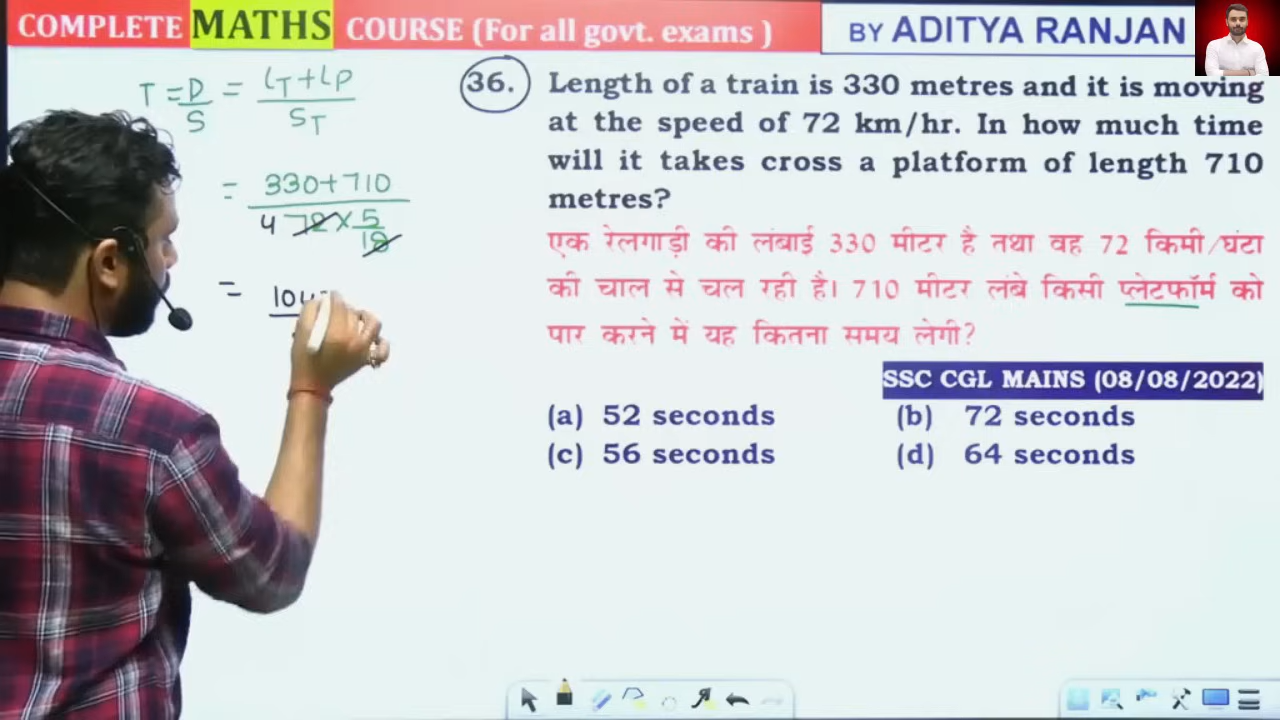 COMPLETE MATHS COURSE (For all govt. exams )
BY ADITYA RANJAN
T = D/S = LT+LP/ST
= 330+710/4 72×5/18
= 104
36. Length of a train is 330 metres and it is moving
at the speed of 72 km/hr. In how much time
will it takes cross a platform of length 710
metres?
एक रेलगाड़ी की लंबाई 330 मीटर है तथा वह 72 किमी/घंटा
की चाल से चल रही है। 710 मीटर लंबे किसी प्लेटफॉर्म को
पार करने में यह कितना समय लेगी?
SSC CGL MAINS (08/08/2022)
(a) 52 seconds (b) 72 seconds
(c) 56 seconds (d) 64 seconds